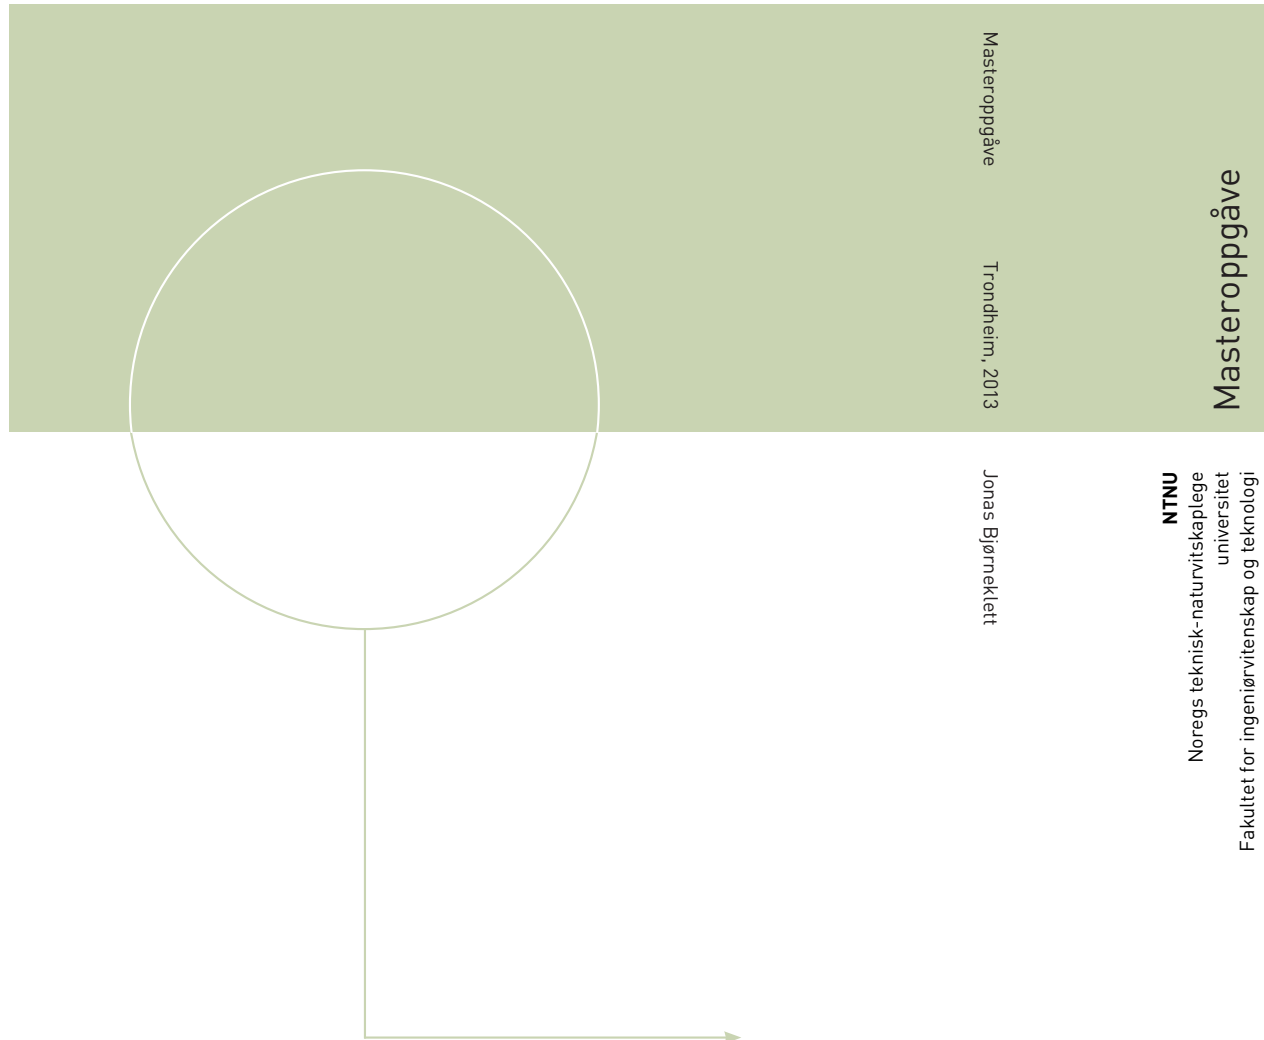 Masteroppgåve
Trondheim, 2013
Jonas Bjørneklett
Masteroppgåve
NTNU
Noregs teknisk-naturvitskaplege
universitet
Fakultet for ingeniørvitenskap og teknologi